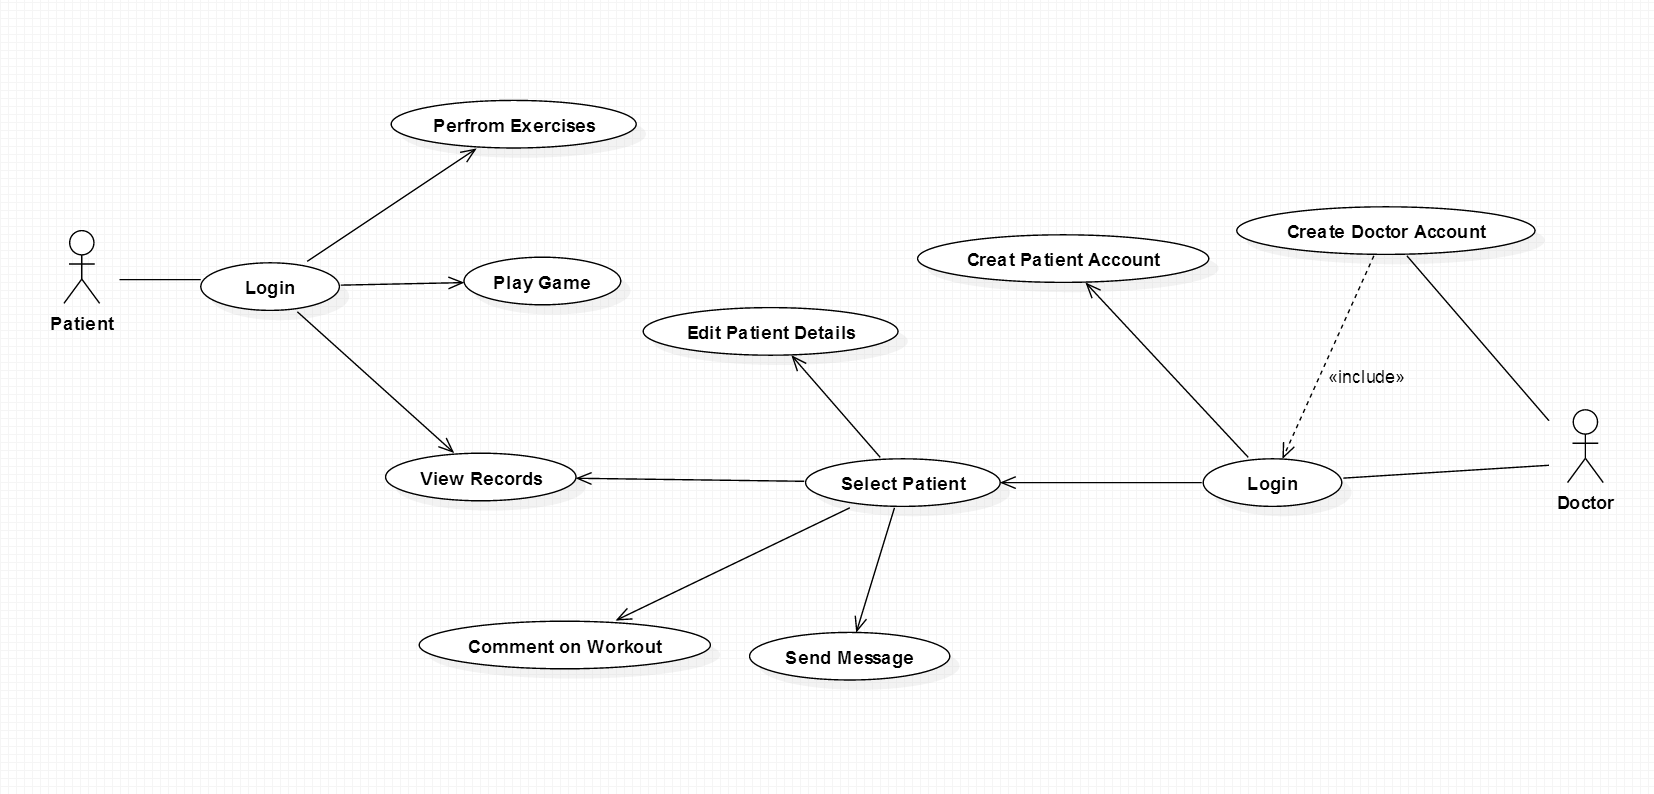 Perfrom Exercises
Create Doctor Account
Creat Patient Account
Play Game
Login
Patient
Edit Patient Details
«include»
View Records
Select Patient
Login
Doctor
Comment on Workout
Send Message